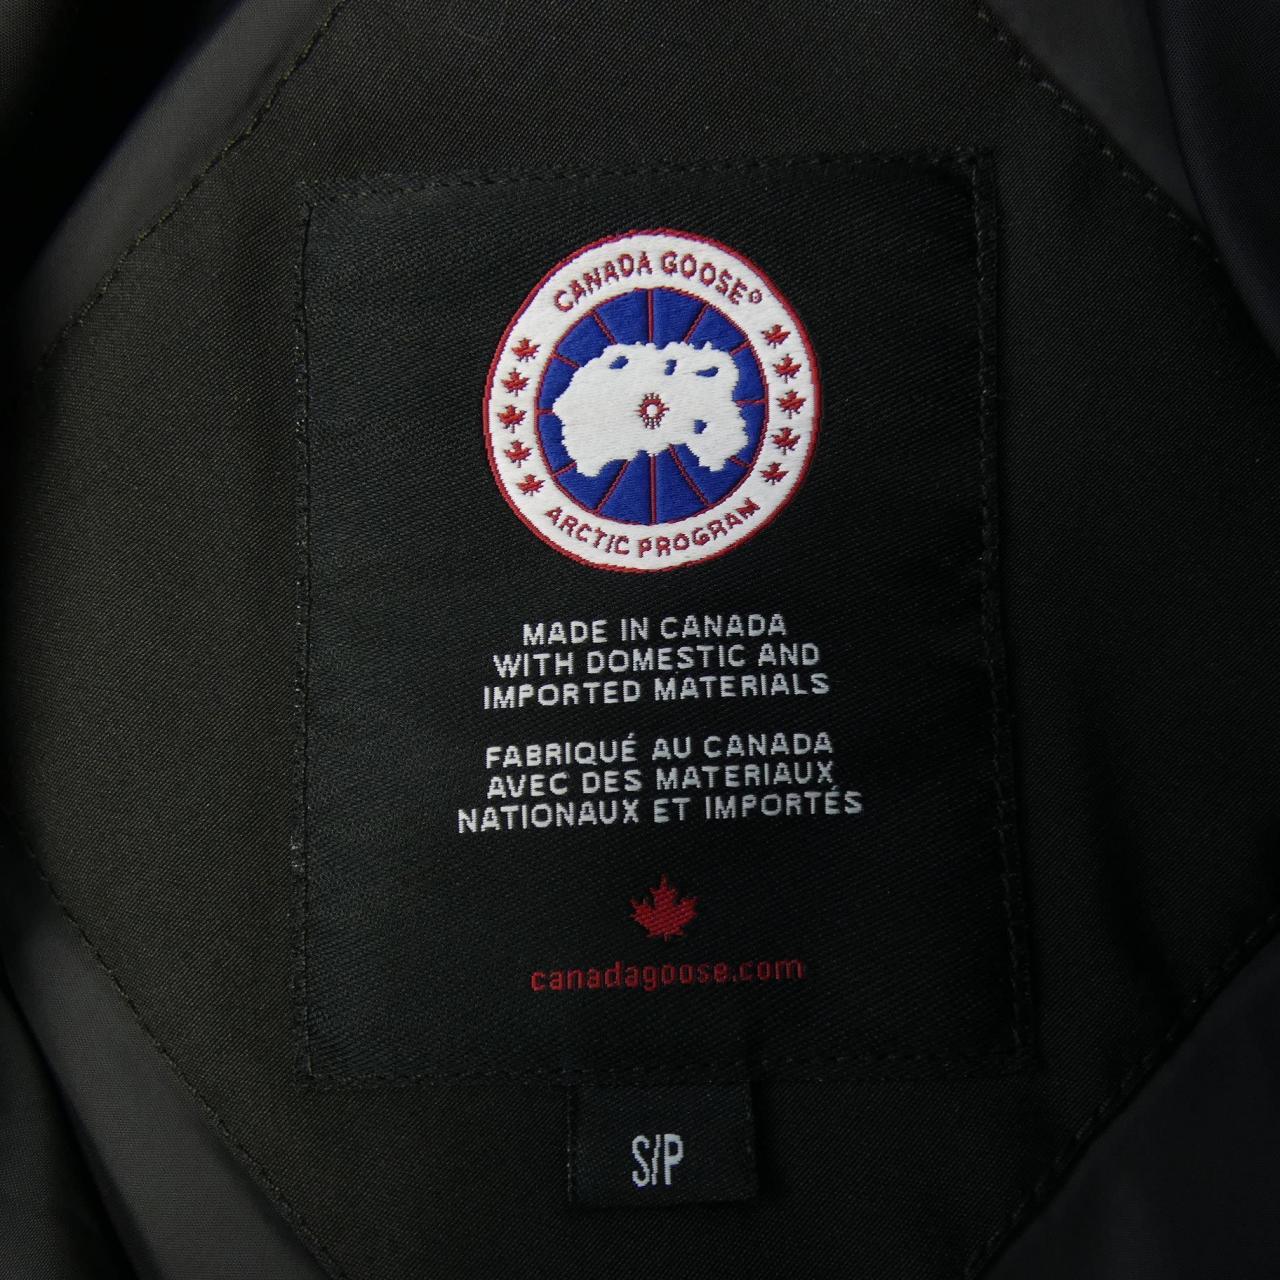 CANADA GOOSE®
ARCTIC PROGRAM
MADE IN CANADA
WITH DOMESTIC AND
IMPORTED MATERIALS
FABRIQUÉ AU CANADA
AVEC DES MATERIAUX
NATIONAUX ET IMPORTÉS
canadagoose.com
S/P